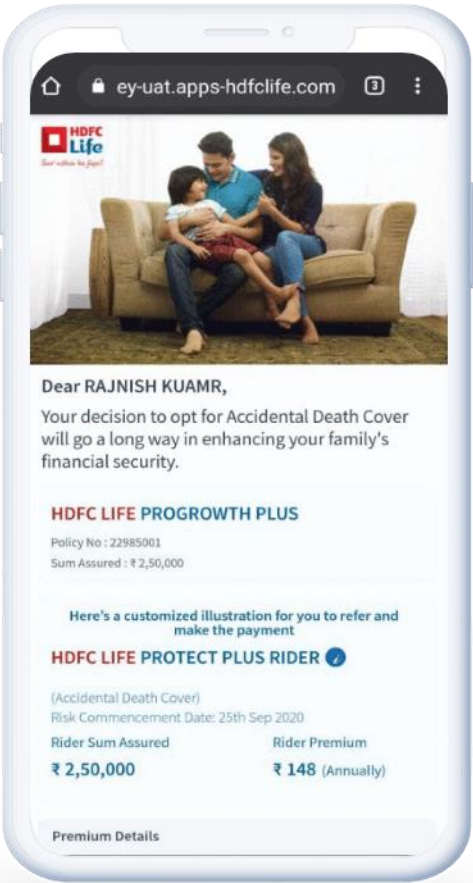 ey-uat.apps-hdfclife.com
3
HDFC
Life
Sar utha ke jiyo!
Dear RAJNISH KUAMR,
Your decision to opt for Accidental Death Cover
will go a long way in enhancing your family's
financial security.
HDFC LIFE PROGROWTH PLUS
Policy No : 22985001
Sum Assured : ₹ 2,50,000
Here's a customized illustration for you to refer and
make the payment
HDFC LIFE PROTECT PLUS RIDER i
(Accidental Death Cover)
Risk Commencement Date: 25th Sep 2020
Rider Sum Assured
Rider Premium
₹ 2,50,000
₹ 148 (Annually)
Premium Details